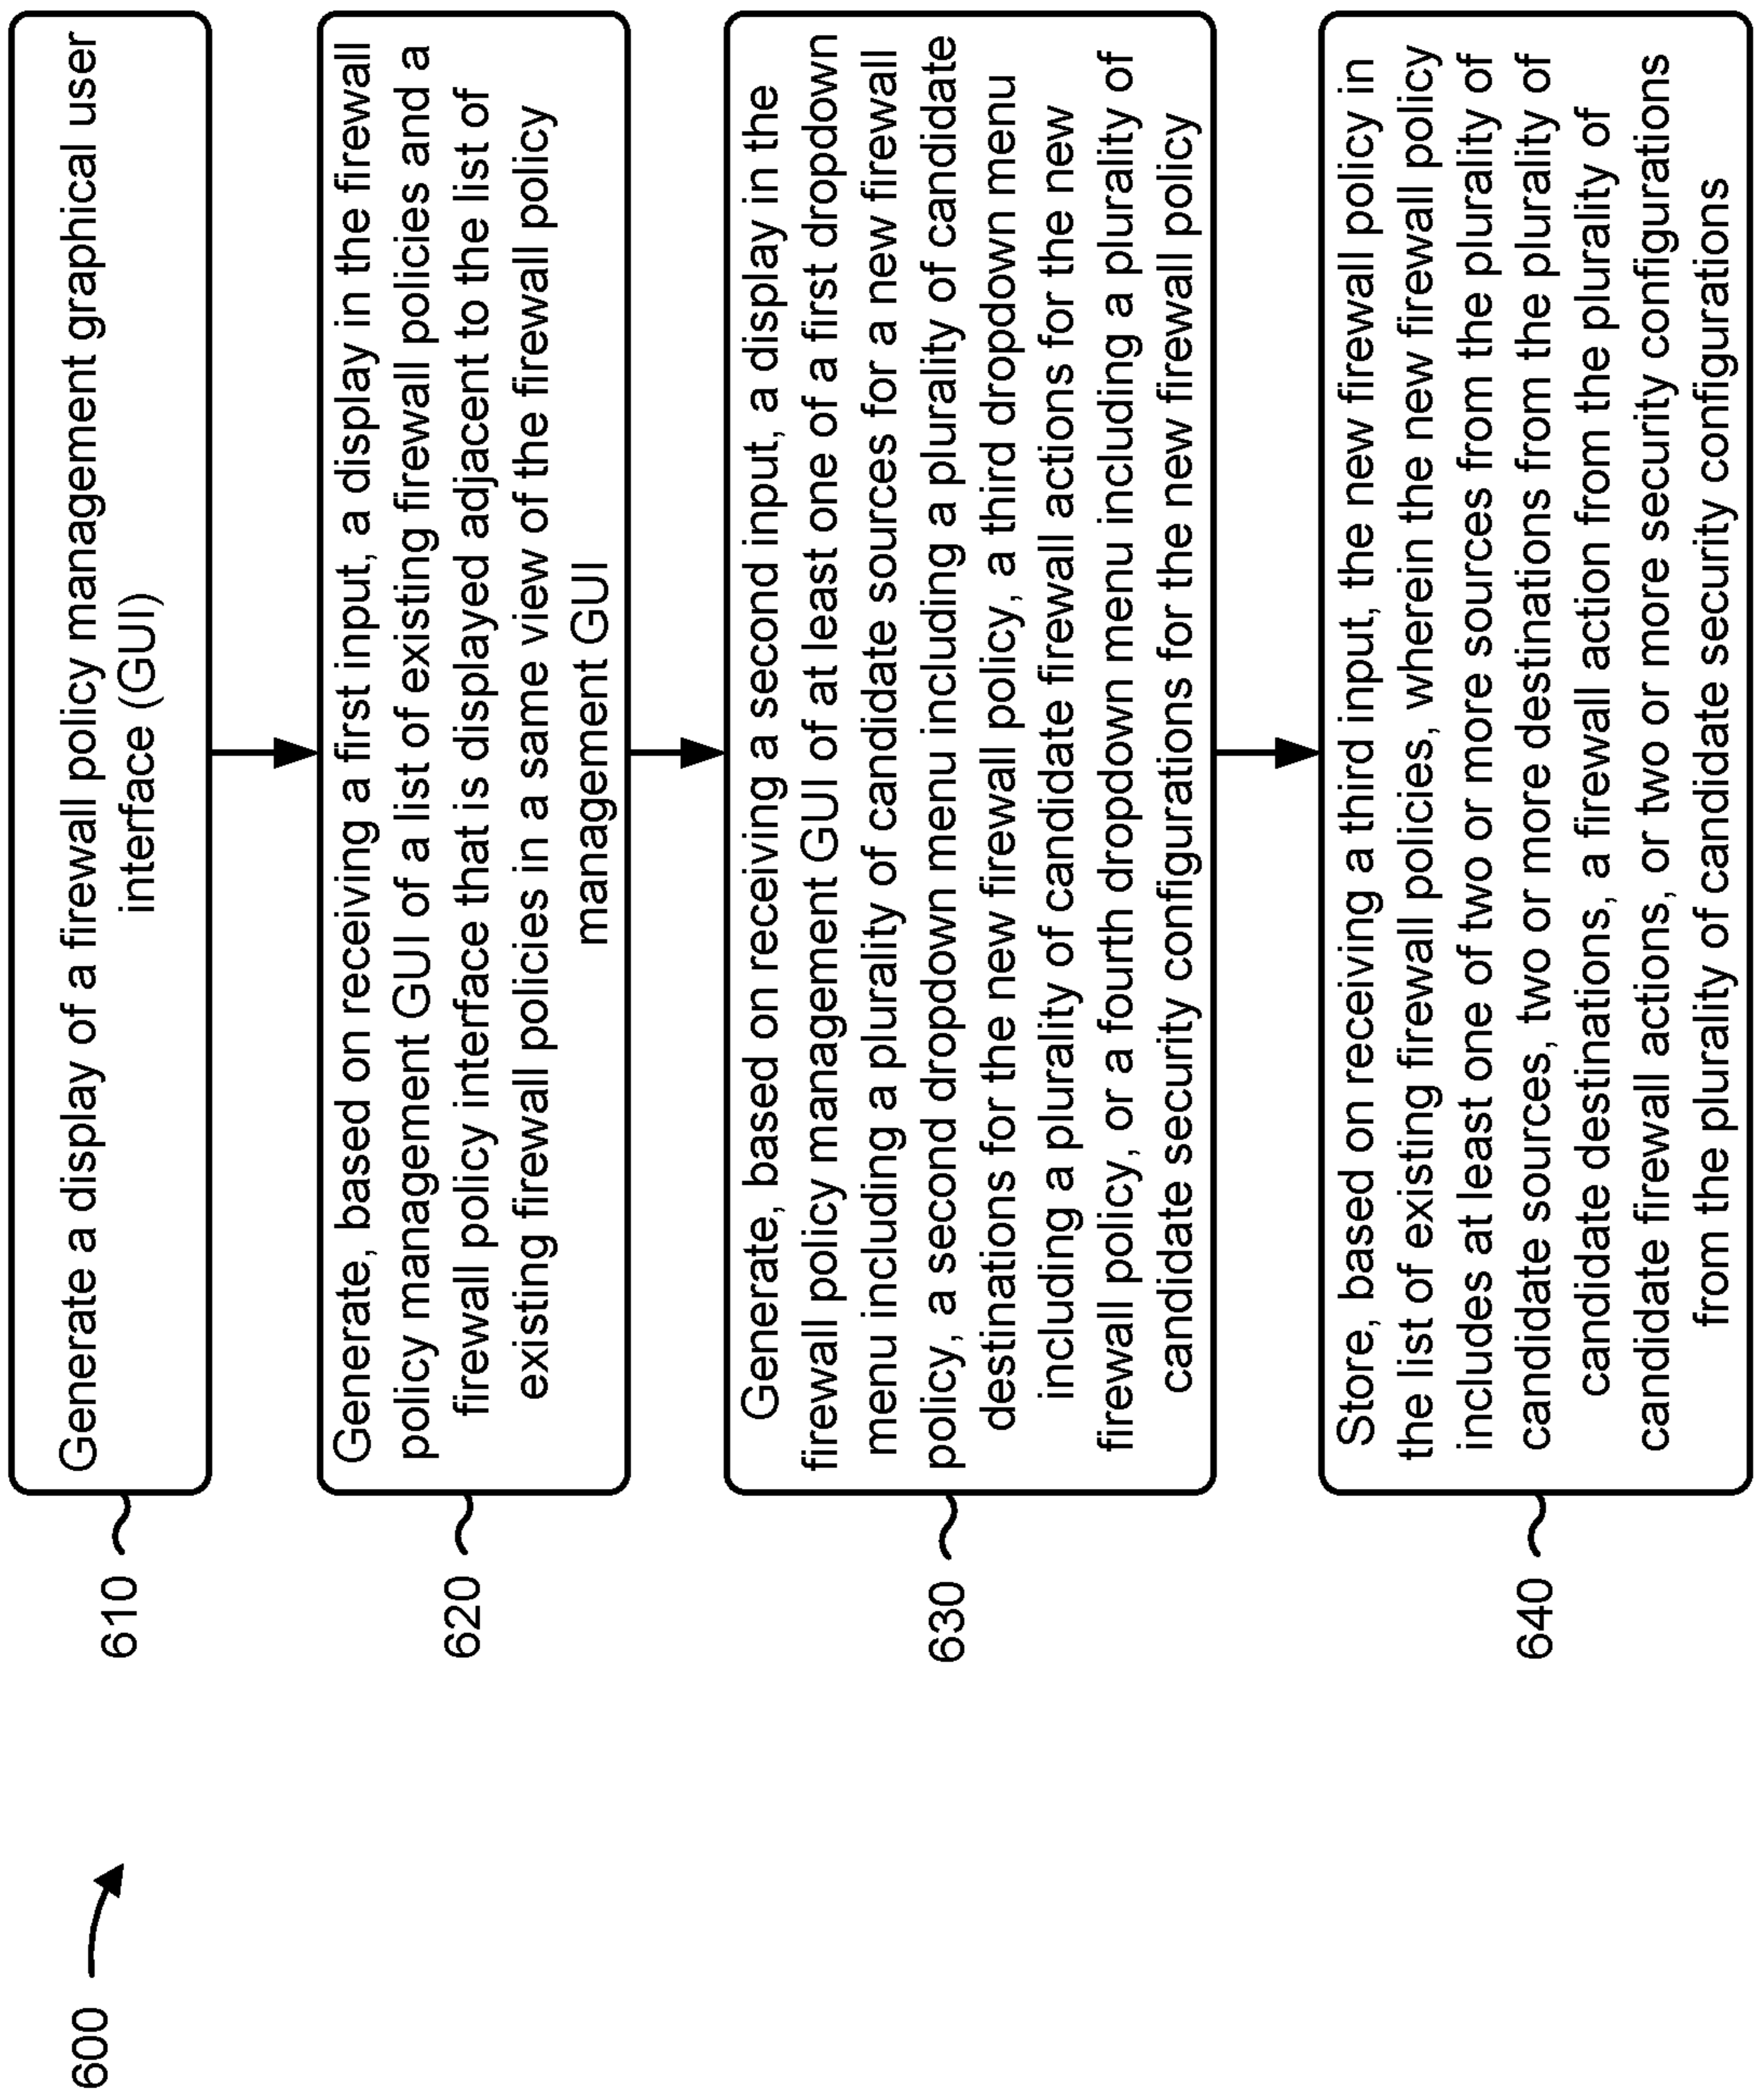 600
610
Generate a display of a firewall policy management graphical user
interface (GUI)
620
Generate, based on receiving a first input, a display in the firewall
policy management GUI of a list of existing firewall policies and a
firewall policy interface that is displayed adjacent to the list of
existing firewall policies in a same view of the firewall policy
management GUI
630
Generate, based on receiving a second input, a display in the
firewall policy management GUI of at least one of a first dropdown
menu including a plurality of candidate sources for a new firewall
policy, a second dropdown menu including a plurality of candidate
destinations for the new firewall policy, a third dropdown menu
including a plurality of candidate firewall actions for the new
firewall policy, or a fourth dropdown menu including a plurality of
candidate security configurations for the new firewall policy
640
Store, based on receiving a third input, the new firewall policy in
the list of existing firewall policies, wherein the new firewall policy
includes at least one of two or more sources from the plurality of
candidate sources, two or more destinations from the plurality of
candidate destinations, a firewall action from the plurality of
candidate firewall actions, or two or more security configurations
from the plurality of candidate security configurations